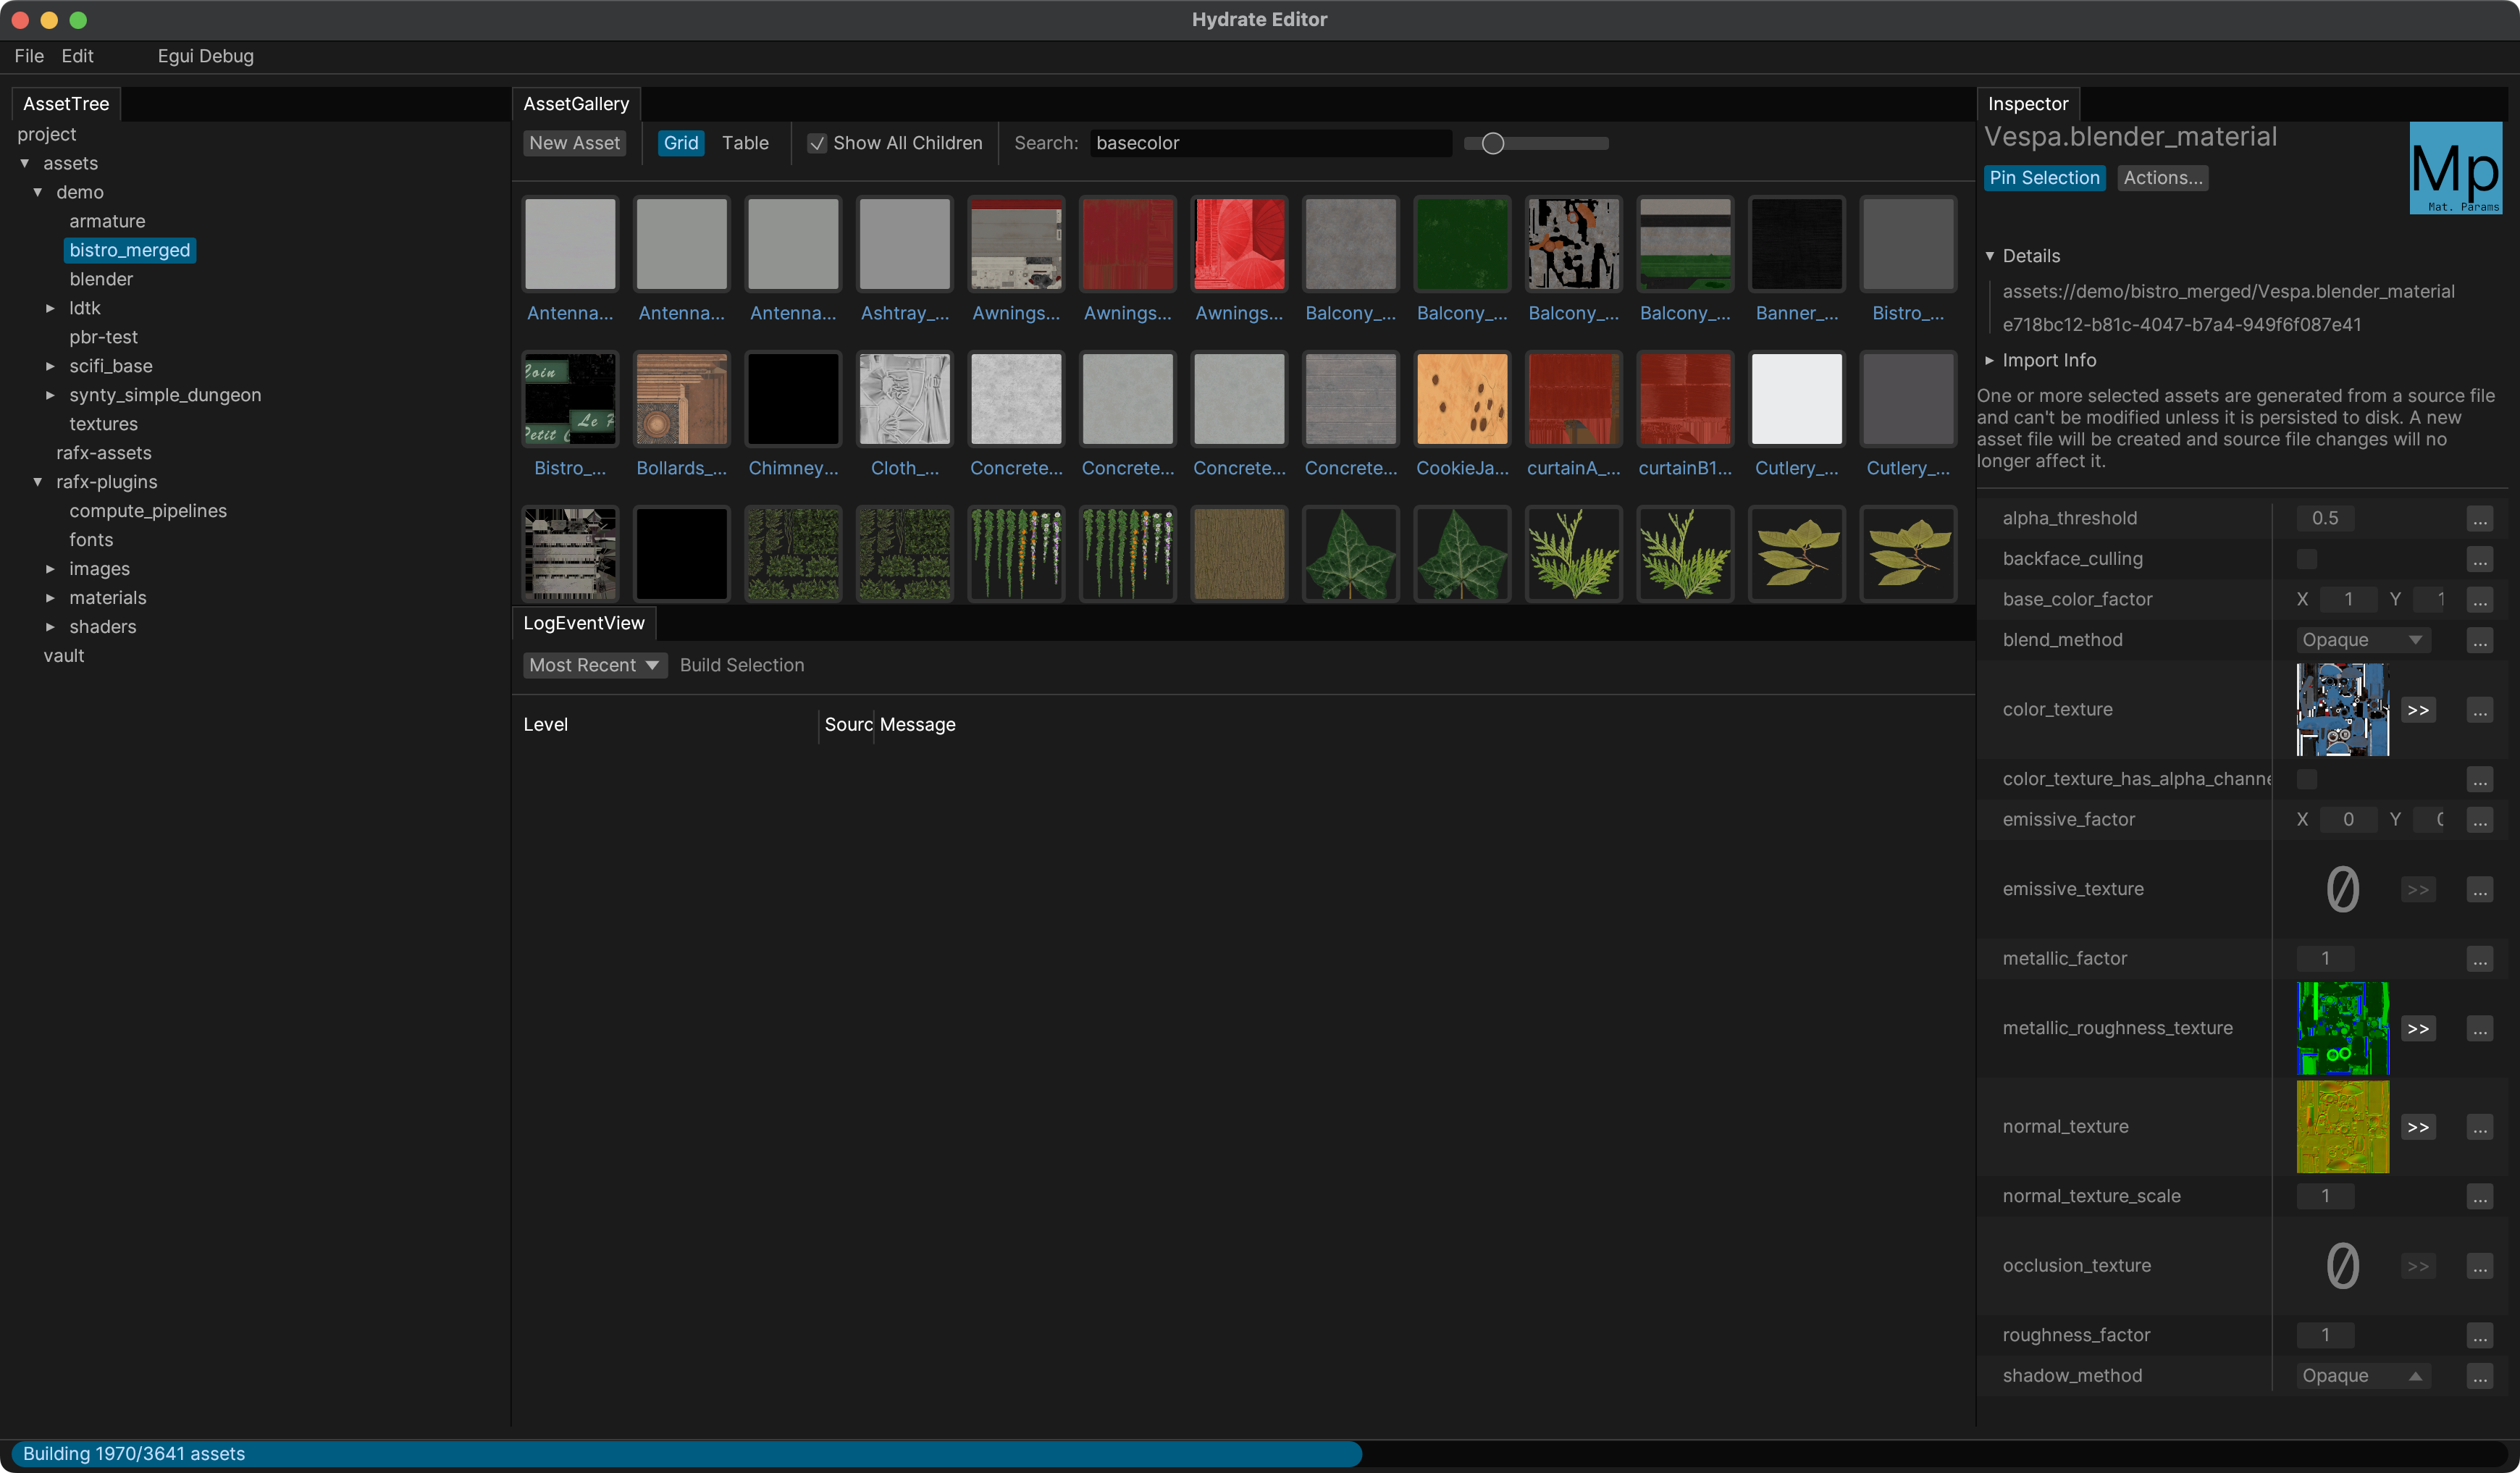 Hydrate Editor
File Edit Egui Debug
AssetTree
project
assets
demo
armature
bistro_merged
blender
ldtk
pbr-test
scifi_base
synty_simple_dungeon
textures
rafx-assets
rafx-plugins
compute_pipelines
fonts
images
materials
shaders
vault
AssetGallery
New Asset Grid Table Show All Children Search: basecolor
Antenna... Antenna... Antenna... Ashtray_... Awnings... Awnings... Awnings... Balcony_... Balcony_... Balcony_... Balcony_... Banner_... Bistro_...
Coin
Le
Petit
Bistro_... Bollards_... Chimney... Cloth_... Concrete... Concrete... Concrete... Concrete... CookieJa... curtainA_... curtainB1... Cutlery_... Cutlery_...
LogEventView
Most Recent Build Selection
Level Sourc Message
Inspector
Vespa.blender_material
Pin Selection Actions...
Mp
Mat. Params
Details
assets://demo/bistro_merged/Vespa.blender_material
e718bc12-b81c-4047-b7a4-949f6f087e41
Import Info
One or more selected assets are generated from a source file
and can't be modified unless it is persisted to disk. A new
asset file will be created and source file changes will no
longer affect it.
alpha_threshold 0.5 ...
backface_culling ...
base_color_factor X 1 Y 1 ...
blend_method Opaque ...
color_texture >> ...
color_texture_has_alpha_channe ...
emissive_factor X 0 Y 0 ...
emissive_texture 0 >> ...
metallic_factor 1 ...
metallic_roughness_texture >> ...
normal_texture >> ...
normal_texture_scale 1 ...
occlusion_texture 0 >> ...
roughness_factor 1 ...
shadow_method Opaque ...
Building 1970/3641 assets